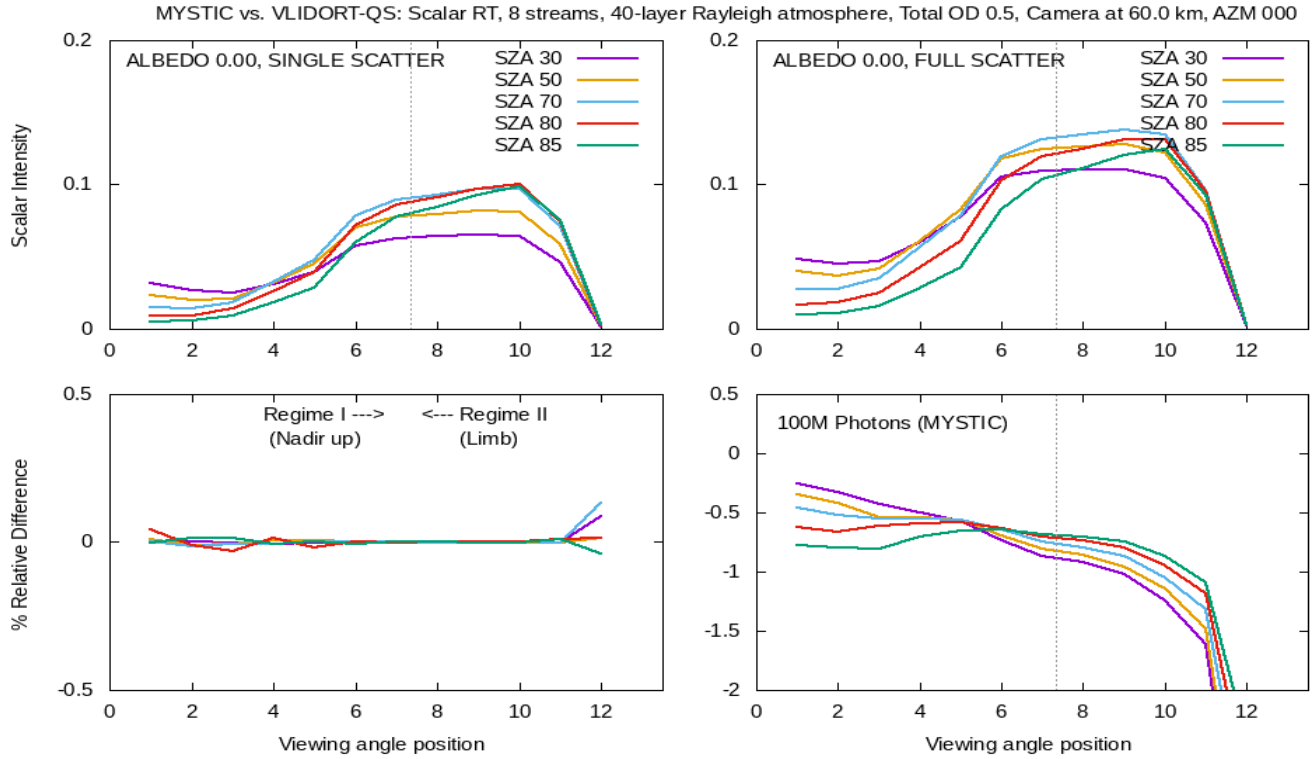 MYSTIC vs. VLIDORT-QS: Scalar RT, 8 streams, 40-layer Rayleigh atmosphere, Total OD 0.5, Camera at 60.0 km, AZM 000
Scalar Intensity
0.2
0.1
0
ALBEDO 0.00, SINGLE SCATTER
SZA 30
SZA 50
SZA 70
SZA 80
SZA 85
0 2 4 6 8 10 12
0.2
0.1
0
ALBEDO 0.00, FULL SCATTER
SZA 30
SZA 50
SZA 70
SZA 80
SZA 85
0 2 4 6 8 10 12
% Relative Difference
0.5
0
-0.5
Regime I --->
(Nadir up)
<--- Regime II
(Limb)
0 2 4 6 8 10 12
Viewing angle position
0.5
0
-0.5
-1
-1.5
-2
100M Photons (MYSTIC)
0 2 4 6 8 10 12
Viewing angle position